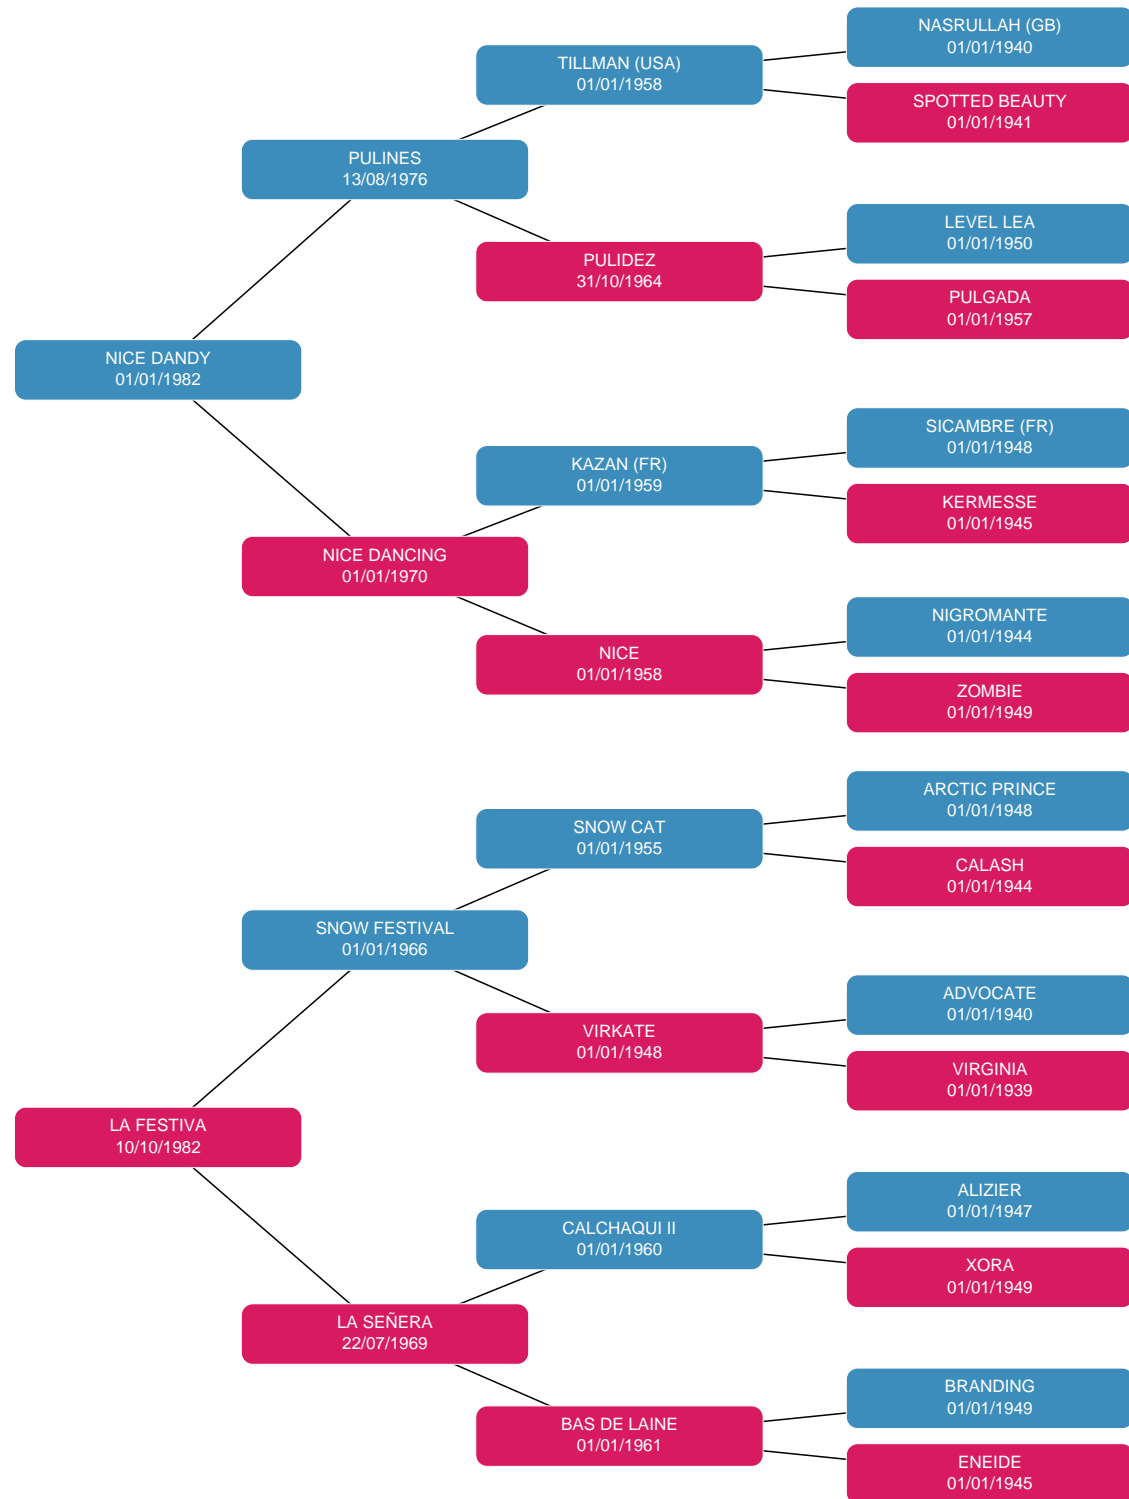 NASRULLAH (GB)
01/01/1940
TILLMAN (USA)
01/01/1958
SPOTTED BEAUTY
01/01/1941
PULINES
13/08/1976
LEVEL LEA
01/01/1950
PULIDEZ
31/10/1964
PULGADA
01/01/1957
NICE DANDY
01/01/1982
SICAMBRE (FR)
01/01/1948
KAZAN (FR)
01/01/1959
KERMESSE
01/01/1945
NICE DANCING
01/01/1970
NIGROMANTE
01/01/1944
NICE
01/01/1958
ZOMBIE
01/01/1949
ARCTIC PRINCE
01/01/1948
SNOW CAT
01/01/1955
CALASH
01/01/1944
SNOW FESTIVAL
01/01/1966
ADVOCATE
01/01/1940
VIRKATE
01/01/1948
VIRGINIA
01/01/1939
LA FESTIVA
10/10/1982
ALIZIER
01/01/1947
CALCHAQUI II
01/01/1960
XORA
01/01/1949
LA SEÑERA
22/07/1969
BRANDING
01/01/1949
BAS DE LAINE
01/01/1961
ENEIDE
01/01/1945